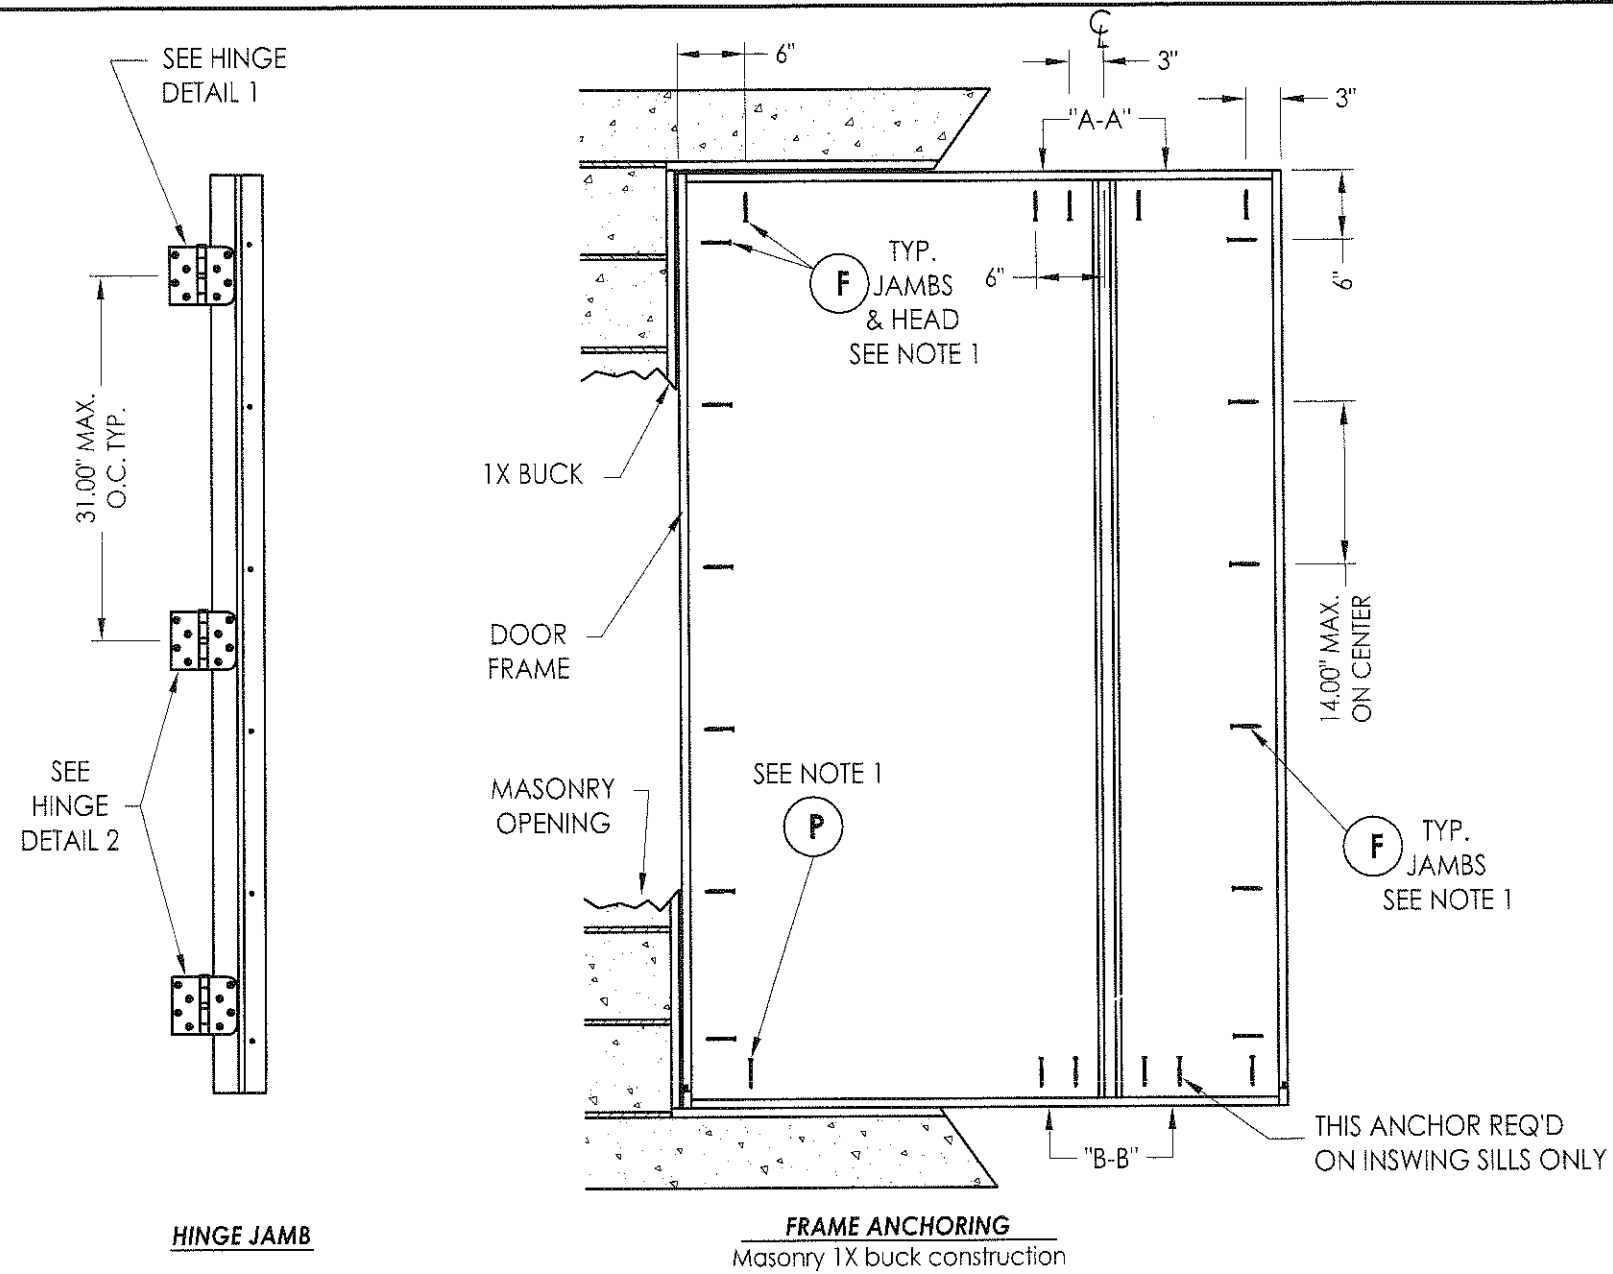 SEE HINGE
DETAIL 1
31.00" MAX.
O.C. TYP.
SEE
HINGE
DETAIL 2
HINGE JAMB
6"
℄
3"
3"
"A-A"
6"
F
TYP.
JAMBS
& HEAD
SEE NOTE 1
6"
1X BUCK
DOOR
FRAME
14.00" MAX.
ON CENTER
MASONRY
OPENING
SEE NOTE 1
P
F
TYP.
JAMBS
SEE NOTE 1
"B-B"
THIS ANCHOR REQ'D
ON INSWING SILLS ONLY
FRAME ANCHORING
Masonry 1X buck construction